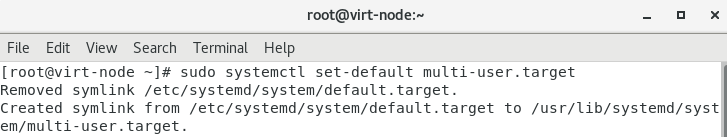 root@virt-node:~
File Edit View Search Terminal Help
[root@virt-node ~]# sudo systemctl set-default multi-user.target
Removed symlink /etc/systemd/system/default.target.
Created symlink from /etc/systemd/system/default.target to /usr/lib/systemd/syst
em/multi-user.target.